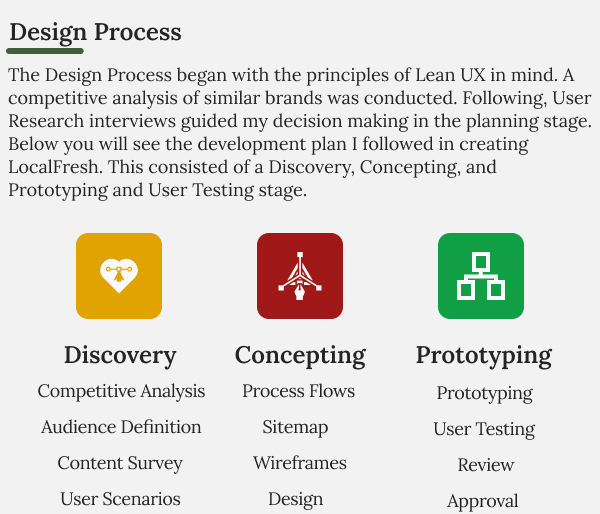 Design Process
The Design Process began with the principles of Lean UX in mind. A
competitive analysis of similar brands was conducted. Following, User
Research interviews guided my decision making in the planning stage.
Below you will see the development plan I followed in creating
LocalFresh. This consisted of a Discovery, Concepting, and
Prototyping and User Testing stage.
Discovery
Competitive Analysis
Audience Definition
Content Survey
User Scenarios
Concepting
Process Flows
Sitemap
Wireframes
Design
Prototyping
Prototyping
User Testing
Review
Approval